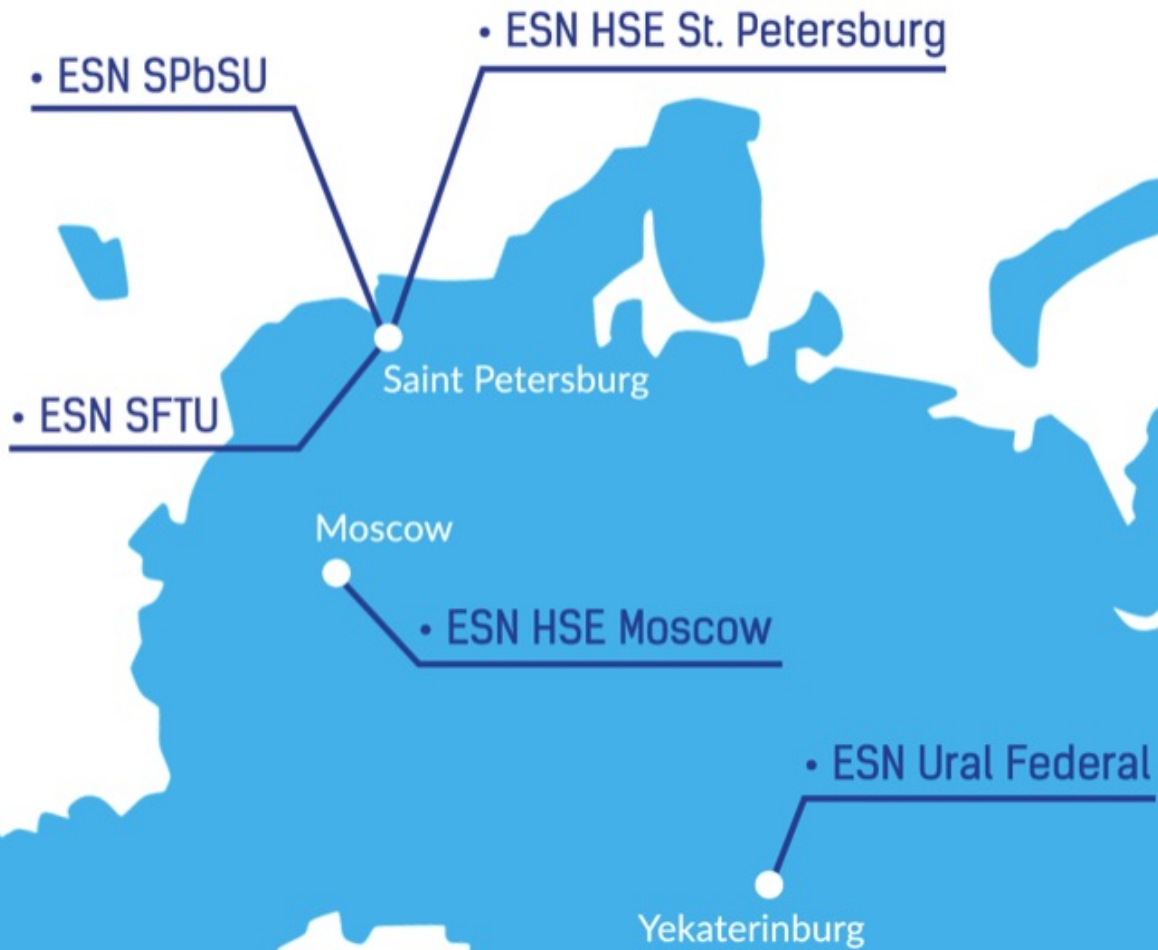 • ESN HSE St. Petersburg
• ESN SPbSU
Saint Petersburg
• ESN SFTU
Moscow
• ESN HSE Moscow
• ESN Ural Federal
Yekaterinburg